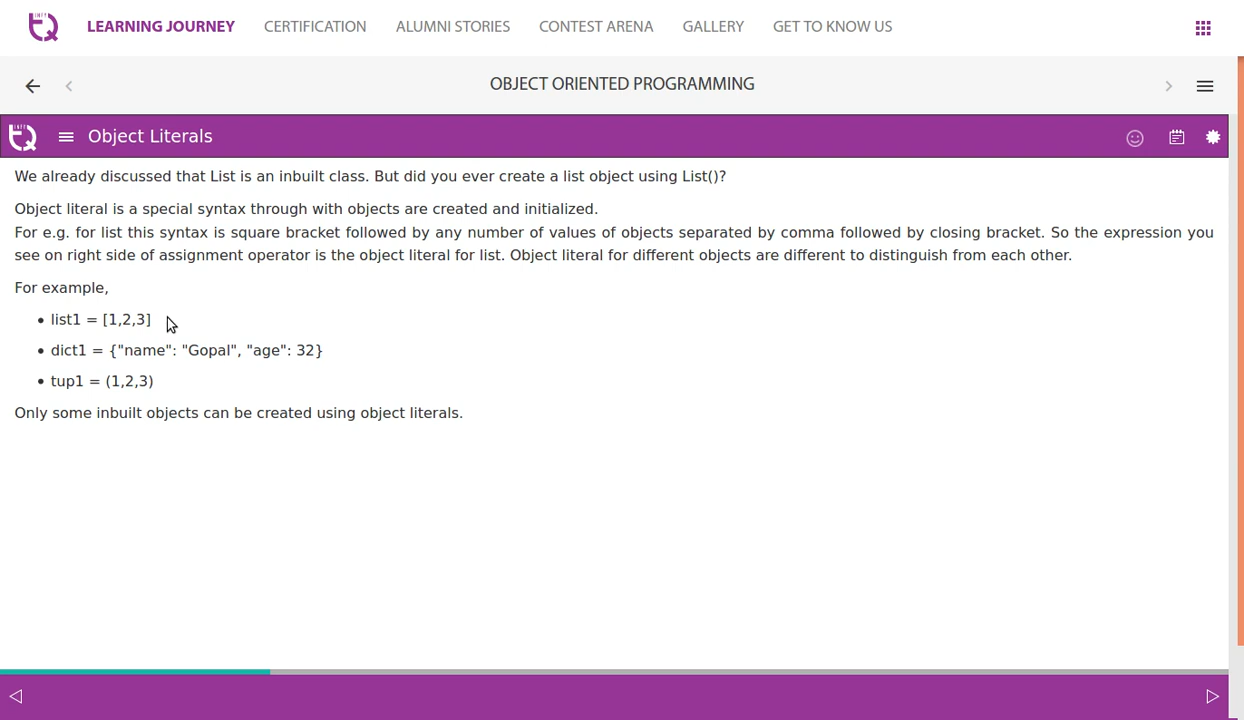 LEARNING JOURNEY CERTIFICATION ALUMNI STORIES CONTEST ARENA GALLERY GET TO KNOW US
OBJECT ORIENTED PROGRAMMING
Object Literals
We already discussed that List is an inbuilt class. But did you ever create a list object using List()?
Object literal is a special syntax through with objects are created and initialized.
For e.g. for list this syntax is square bracket followed by any number of values of objects separated by comma followed by closing bracket. So the expression you
see on right side of assignment operator is the object literal for list. Object literal for different objects are different to distinguish from each other.
For example,
• list1 = [1,2,3]
• dict1 = {"name": "Gopal", "age": 32}
• tup1 = (1,2,3)
Only some inbuilt objects can be created using object literals.